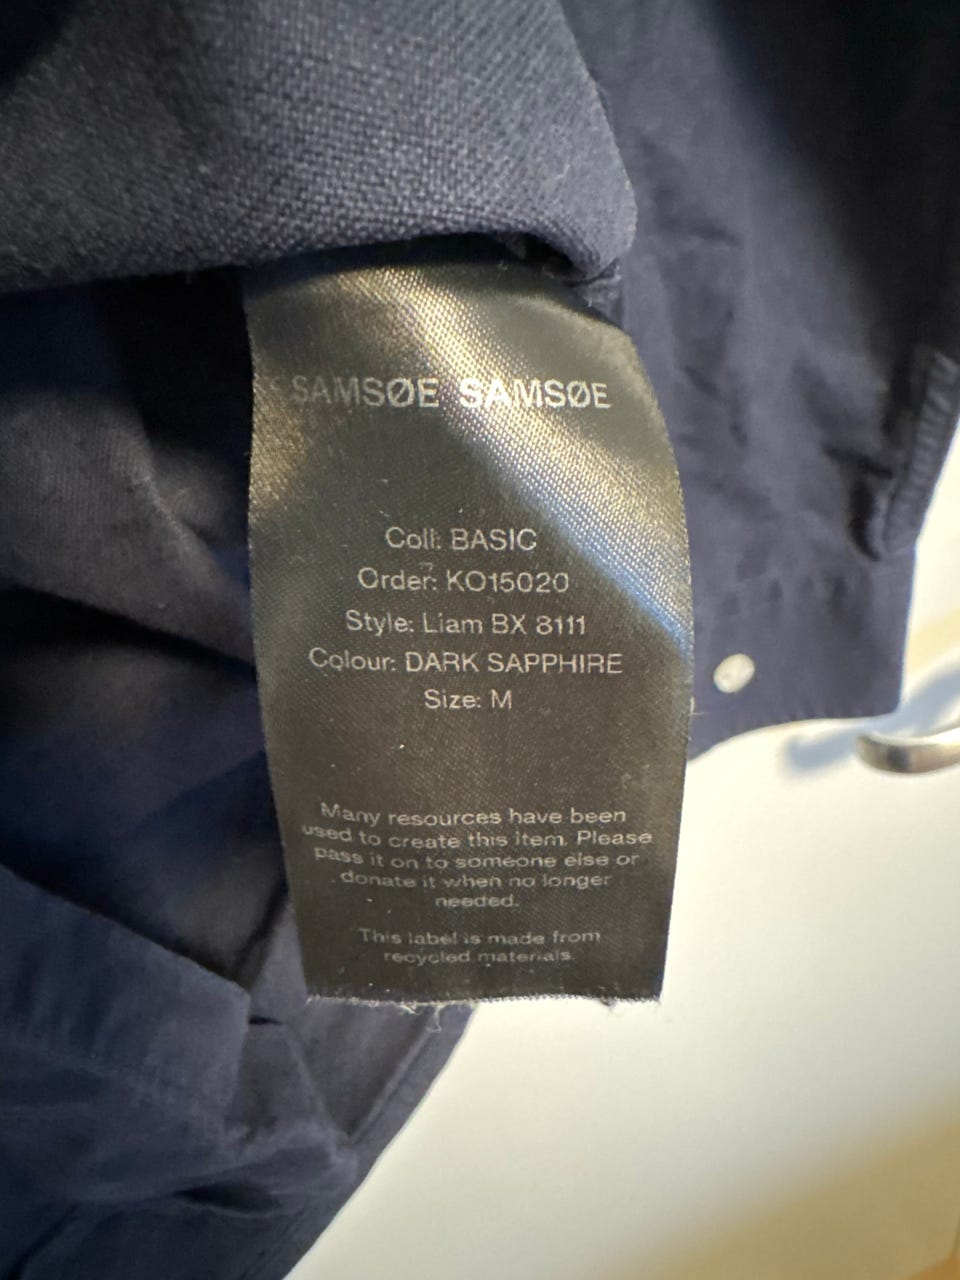 SAMSØE SAMSØE
Coll: BASIC
Order: KO15020
Style: Liam BX 8111
Colour: DARK SAPPHIRE
Size: M
Many resources have been
used to create this item. Please
pass it on to someone else or
donate it when no longer
needed.
This label is made from
recycled materials.